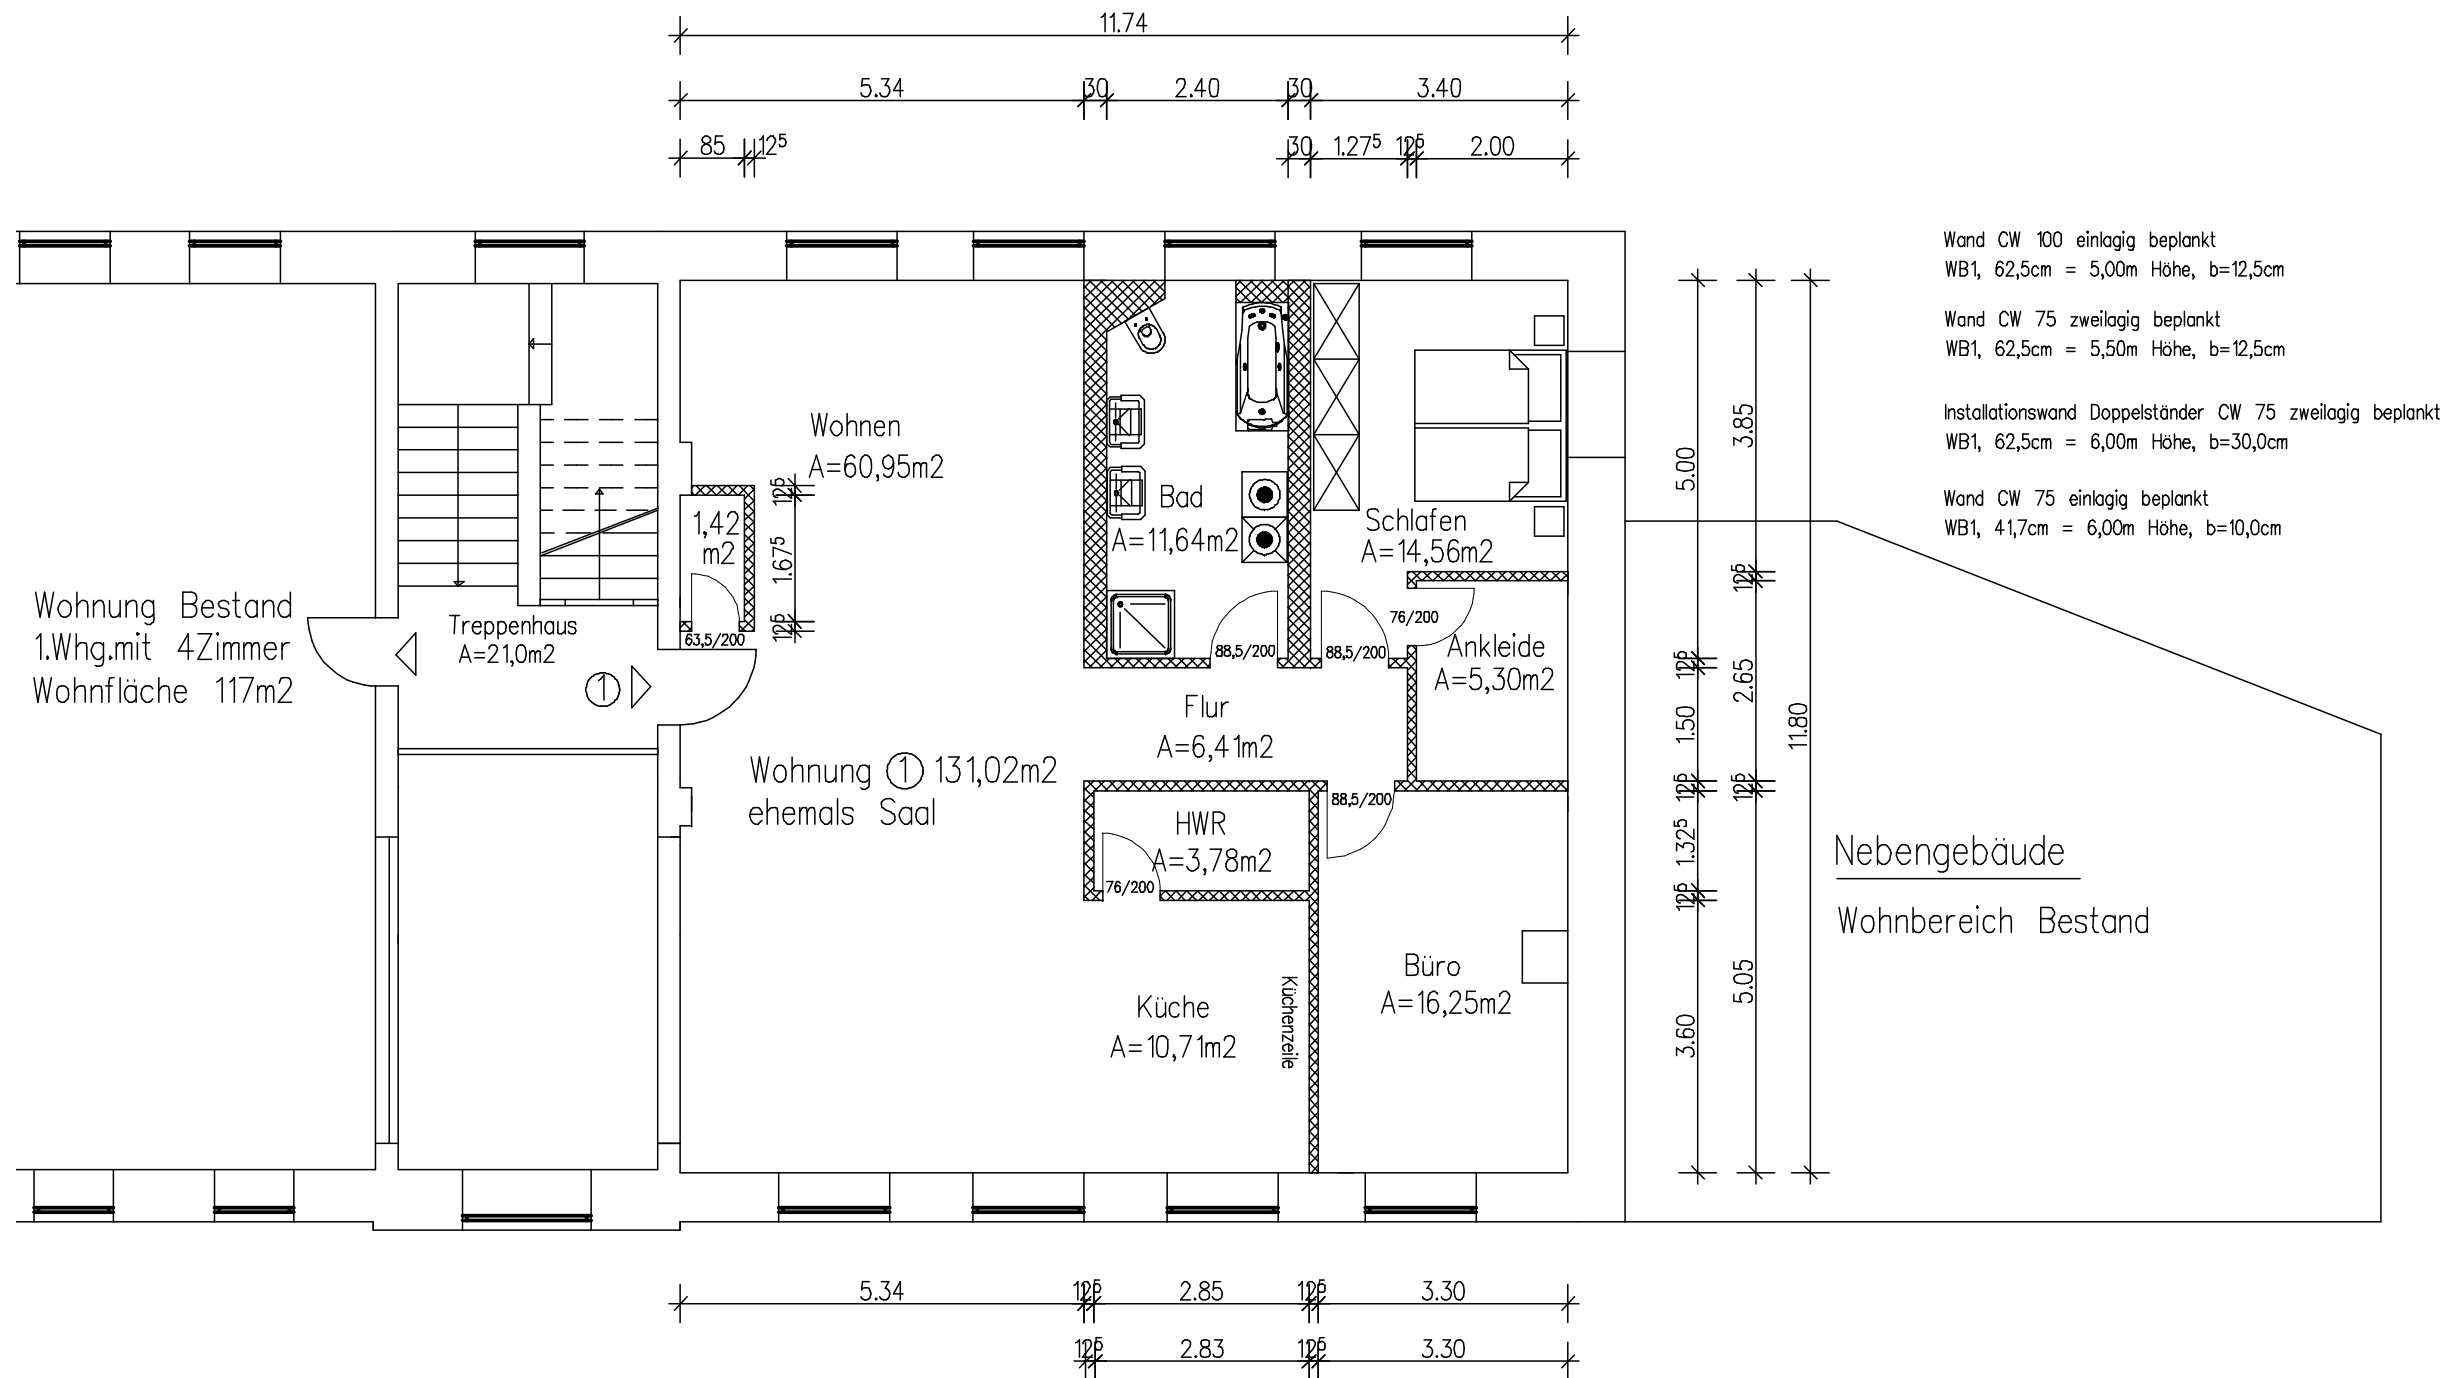 11.74
5.34 30 2.40 30 3.40
85 12⁵ 30 1.27⁵ 12⁵ 2.00
Wand CW 100 einlagig beplankt
WB1, 62,5cm = 5,00m Höhe, b=12,5cm
Wand CW 75 zweilagig beplankt
WB1, 62,5cm = 5,50m Höhe, b=12,5cm
Installationswand Doppelständer CW 75 zweilagig beplankt
WB1, 62,5cm = 6,00m Höhe, b=30,0cm
Wand CW 75 einlagig beplankt
WB1, 41,7cm = 6,00m Höhe, b=10,0cm
Wohnung Bestand
1.Whg.mit 4Zimmer
Wohnfläche 117m2
Treppenhaus
A=21,0m2
1
Wohnen
A=60,95m2
1,42
m2
63,5/200
12⁵
1.67⁵
12⁵
Bad
A=11,64m2
88,5/200
Schlafen
A=14,56m2
88,5/200
76/200
Ankleide
A=5,30m2
Flur
A=6,41m2
Wohnung 1 131,02m2
ehemals Saal
88,5/200
HWR
A=3,78m2
76/200
Küche
A=10,71m2
Küchenzeile
Büro
A=16,25m2
5.00
12⁵
1.50
12⁵
1.32⁵
12⁵
3.60
3.85
12⁵
2.65
12⁵
5.05
11.80
Nebengebäude
Wohnbereich Bestand
5.34 12⁵ 2.85 12⁵ 3.30
12⁵ 2.83 12⁵ 3.30